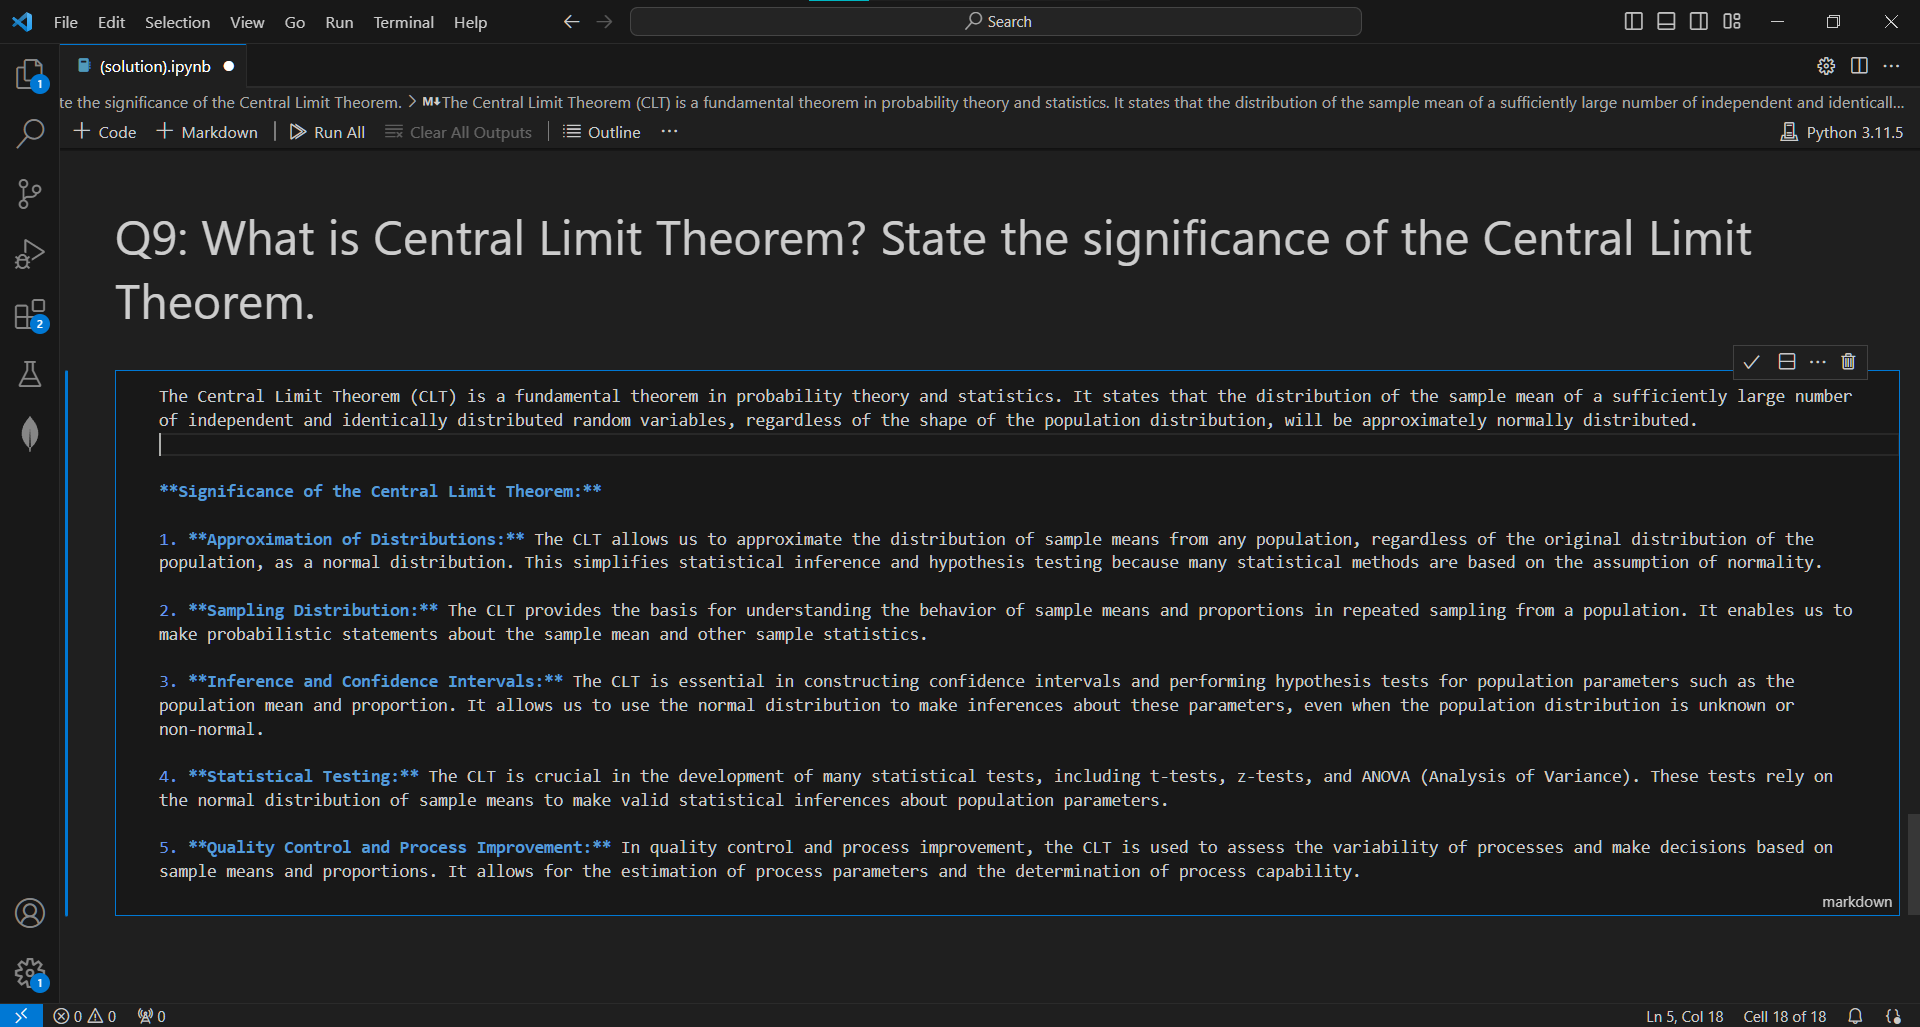 File Edit Selection View Go Run Terminal Help Search
(solution).ipynb
te the significance of the Central Limit Theorem. > M↓The Central Limit Theorem (CLT) is a fundamental theorem in probability theory and statistics. It states that the distribution of the sample mean of a sufficiently large number of independent and identicall...
+ Code + Markdown Run All Clear All Outputs Outline ... Python 3.11.5
Q9: What is Central Limit Theorem? State the significance of the Central Limit
Theorem.
The Central Limit Theorem (CLT) is a fundamental theorem in probability theory and statistics. It states that the distribution of the sample mean of a sufficiently large number
of independent and identically distributed random variables, regardless of the shape of the population distribution, will be approximately normally distributed.
**Significance of the Central Limit Theorem:**
1. **Approximation of Distributions:** The CLT allows us to approximate the distribution of sample means from any population, regardless of the original distribution of the
population, as a normal distribution. This simplifies statistical inference and hypothesis testing because many statistical methods are based on the assumption of normality.
2. **Sampling Distribution:** The CLT provides the basis for understanding the behavior of sample means and proportions in repeated sampling from a population. It enables us to
make probabilistic statements about the sample mean and other sample statistics.
3. **Inference and Confidence Intervals:** The CLT is essential in constructing confidence intervals and performing hypothesis tests for population parameters such as the
population mean and proportion. It allows us to use the normal distribution to make inferences about these parameters, even when the population distribution is unknown or
non-normal.
4. **Statistical Testing:** The CLT is crucial in the development of many statistical tests, including t-tests, z-tests, and ANOVA (Analysis of Variance). These tests rely on
the normal distribution of sample means to make valid statistical inferences about population parameters.
5. **Quality Control and Process Improvement:** In quality control and process improvement, the CLT is used to assess the variability of processes and make decisions based on
sample means and proportions. It allows for the estimation of process parameters and the determination of process capability.
markdown
1
2
1
0 0 0 Ln 5, Col 18 Cell 18 of 18